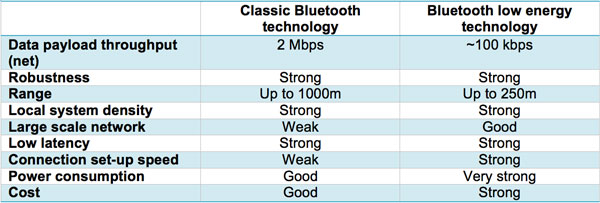 Classic Bluetooth technology Bluetooth low energy technology
Data payload throughput (net) 2 Mbps ~100 kbps
Robustness Strong Strong
Range Up to 1000m Up to 250m
Local system density Strong Strong
Large scale network Weak Good
Low latency Strong Strong
Connection set-up speed Weak Strong
Power consumption Good Very strong
Cost Good Strong